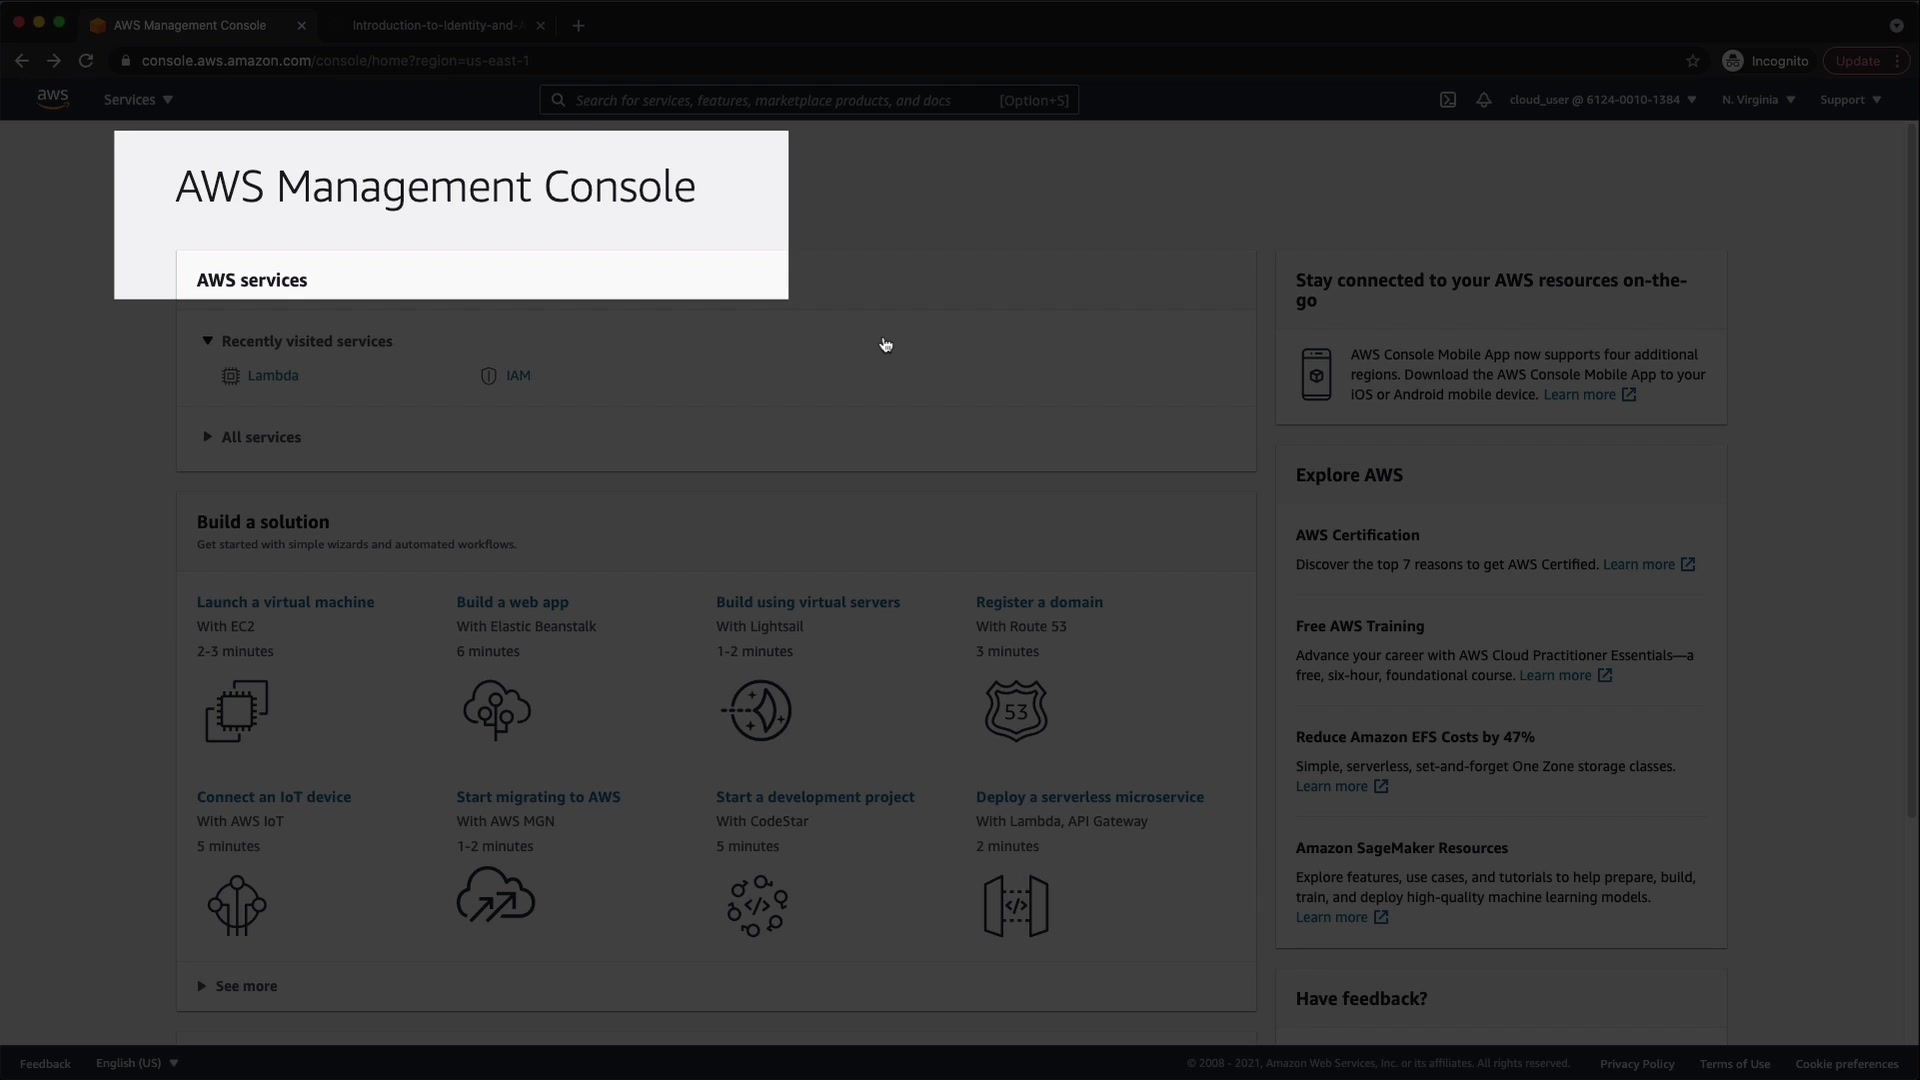 AWS Management Console
Introduction-to-Identity-and-A
console.aws.amazon.com/console/home?region=us-east-1
Incognito
Update
aws
Services
Search for services, features, marketplace products, and docs
[Option+S]
cloud_user @ 6124-0010-1384
N. Virginia
Support
AWS Management Console
AWS services
Recently visited services
Lambda
IAM
All services
Build a solution
Get started with simple wizards and automated workflows.
Launch a virtual machine
With EC2
2-3 minutes
Build a web app
With Elastic Beanstalk
6 minutes
Build using virtual servers
With Lightsail
1-2 minutes
Register a domain
With Route 53
3 minutes
53
Connect an IoT device
With AWS IoT
5 minutes
Start migrating to AWS
With AWS MGN
1-2 minutes
Start a development project
With CodeStar
5 minutes
Deploy a serverless microservice
With Lambda, API Gateway
2 minutes
See more
Stay connected to your AWS resources on-the-
go
AWS Console Mobile App now supports four additional
regions. Download the AWS Console Mobile App to your
iOS or Android mobile device. Learn more
Explore AWS
AWS Certification
Discover the top 7 reasons to get AWS Certified. Learn more
Free AWS Training
Advance your career with AWS Cloud Practitioner Essentials—a
free, six-hour, foundational course. Learn more
Reduce Amazon EFS Costs by 47%
Simple, serverless, set-and-forget One Zone storage classes.
Learn more
Amazon SageMaker Resources
Explore features, use cases, and tutorials to help prepare, build,
train, and deploy high-quality machine learning models.
Learn more
Have feedback?
Feedback
English (US)
© 2008 - 2021, Amazon Web Services, Inc. or its affiliates. All rights reserved.
Privacy Policy
Terms of Use
Cookie preferences